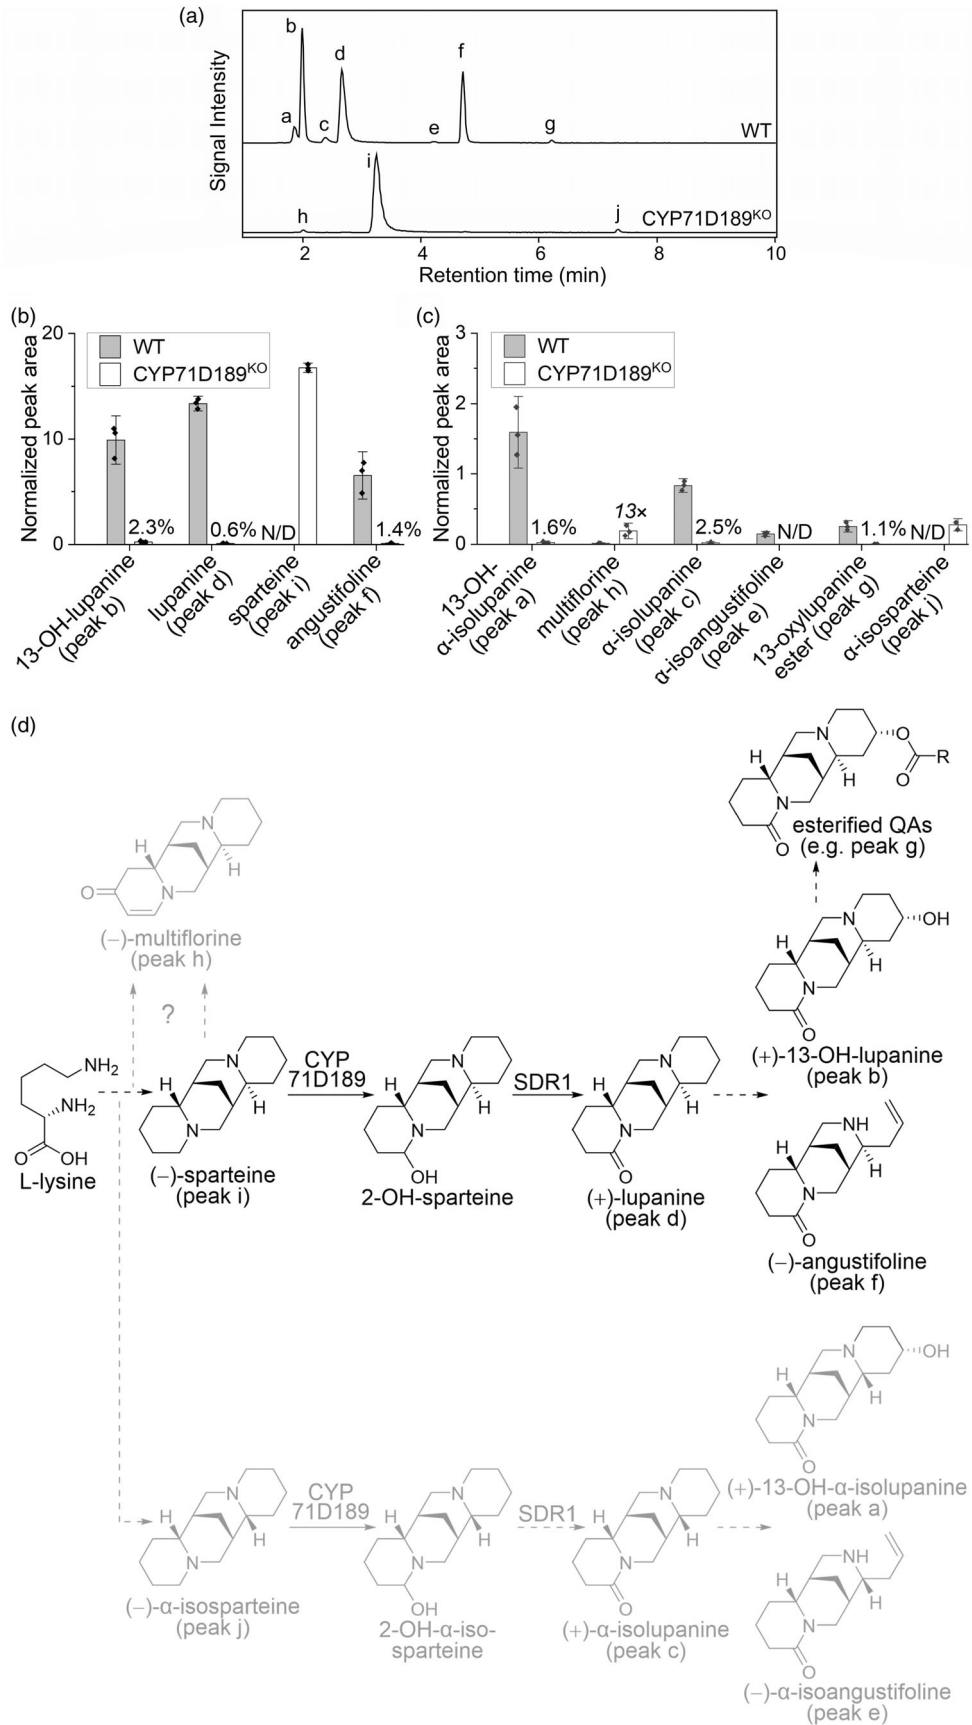 (a)
b
d
f
a
c
e
g
WT
i
h
j
CYP71D189KO
Signal Intensity
2 4 6 8 10
Retention time (min)
(b)
Normalized peak area
20
10
0
WT
CYP71D189KO
2.3%
0.6%
N/D
1.4%
13-OH-lupanine
(peak b)
lupanine
(peak d)
sparteine
(peak i)
angustifoline
(peak f)
(c)
Normalized peak area
3
2
1
0
WT
CYP71D189KO
1.6%
13×
2.5%
N/D
1.1%
N/D
13-OH-
α-isolupanine
(peak a)
multiflorine
(peak h)
α-isolupanine
(peak c)
α-isoangustifoline
(peak e)
13-oxylupanine
ester (peak g)
α-isosparteine
(peak j)
(d)
N
H
H
N
O
O
O
R
esterified QAs
(e.g. peak g)
N
H
H
N
O
(−)-multiflorine
(peak h)
?
N
OH
H
H
N
O
(+)-13-OH-lupanine
(peak b)
NH2
NH2
O
OH
L-lysine
N
H
H
N
(−)-sparteine
(peak i)
CYP
71D189
N
H
H
N
OH
2-OH-sparteine
SDR1
N
H
H
N
O
(+)-lupanine
(peak d)
NH
H
H
N
O
(−)-angustifoline
(peak f)
N
OH
H
H
N
O
(+)-13-OH-α-isolupanine
(peak a)
N
H
H
N
(−)-α-isosparteine
(peak j)
CYP
71D189
N
H
H
N
OH
2-OH-α-iso-
sparteine
SDR1
N
H
H
N
O
(+)-α-isolupanine
(peak c)
NH
H
H
N
O
(−)-α-isoangustifoline
(peak e)